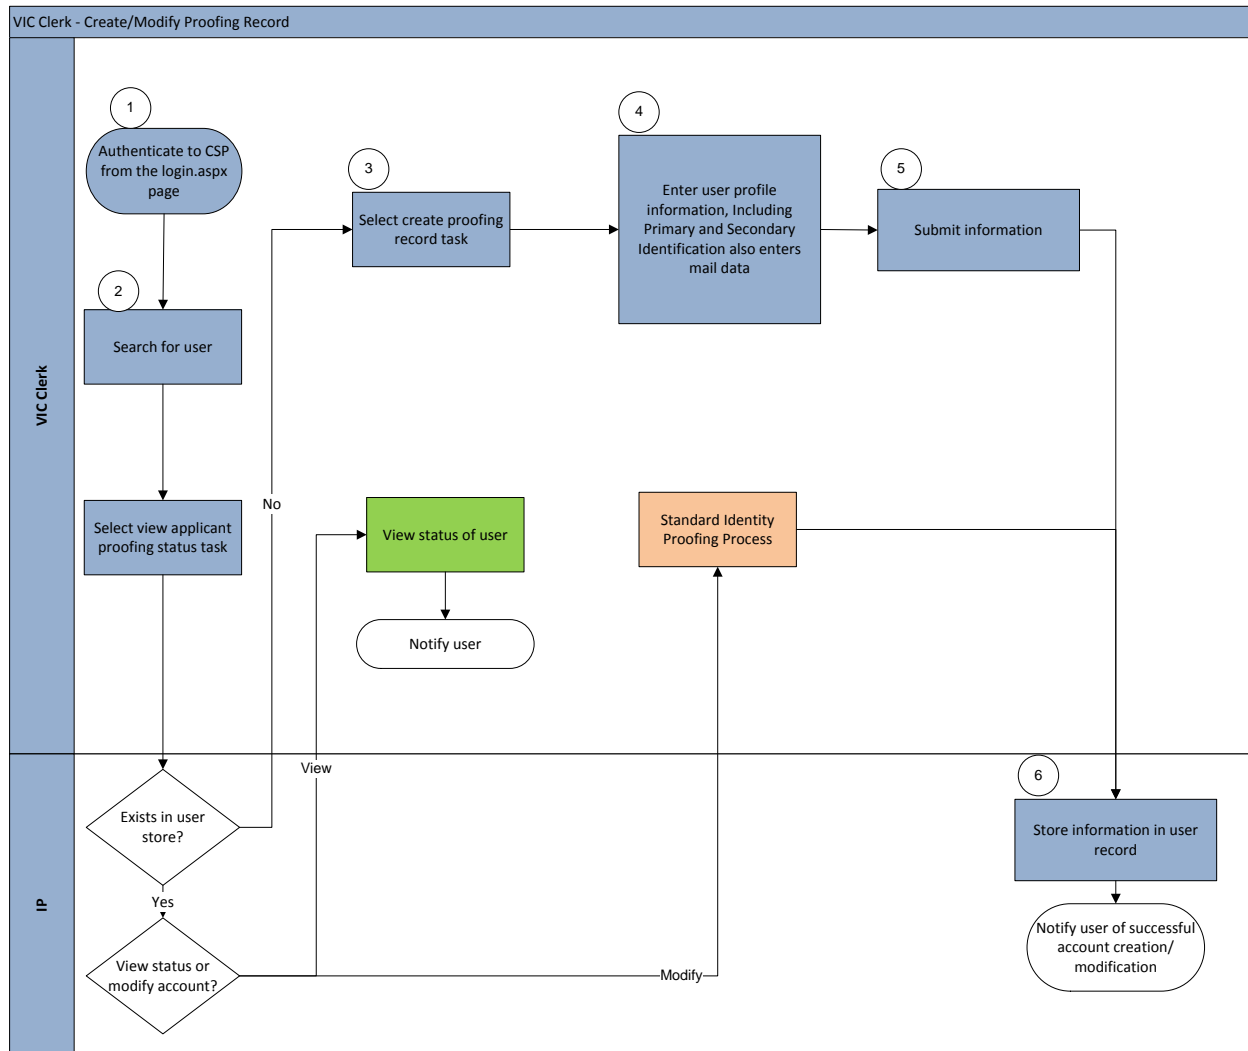 VIC Clerk - Create/Modify Proofing Record
VIC Clerk
1
Authenticate to CSP
from the login.aspx
page
2
Search for user
Select view applicant
proofing status task
No
3
Select create proofing
record task
4
Enter user profile
information, Including
Primary and Secondary
Identification also enters
mail data
5
Submit information
View status of user
Notify user
Standard Identity
Proofing Process
IP
Exists in user
store?
Yes
View status or
modify account?
View
Modify
6
Store information in user
record
Notify user of successful
account creation/
modification